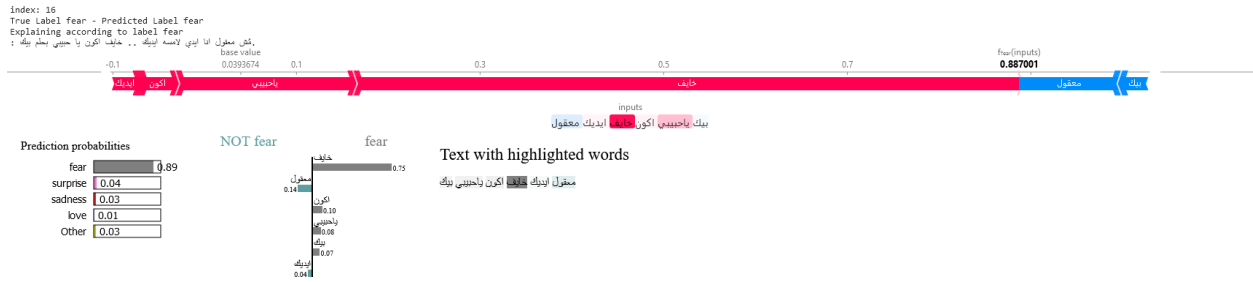 index: 16
True Label fear - Predicted Label fear
Explaining according to label fear
: مش معقول انا ايدي لامسه ايديك .. خايف اكون يا حبيبي بحلم بيك.
base value
f fear(inputs)
-0.1 0.0393674 0.1 0.3 0.5 0.7 0.887001
ايديك اكون ياحبيبي خايف معقول بيك
inputs
معقول ايديك خايف اكون ياحبيبي بيك
Prediction probabilities
fear 0.89
surprise 0.04
sadness 0.03
love 0.01
Other 0.03
NOT fear fear
خايف
0.75
معقول
0.14
اكون
0.10
ياحبيبي
0.08
بيك
0.07
ايديك
0.04
Text with highlighted words
معقول ايديك خايف اكون ياحبيبي بيك